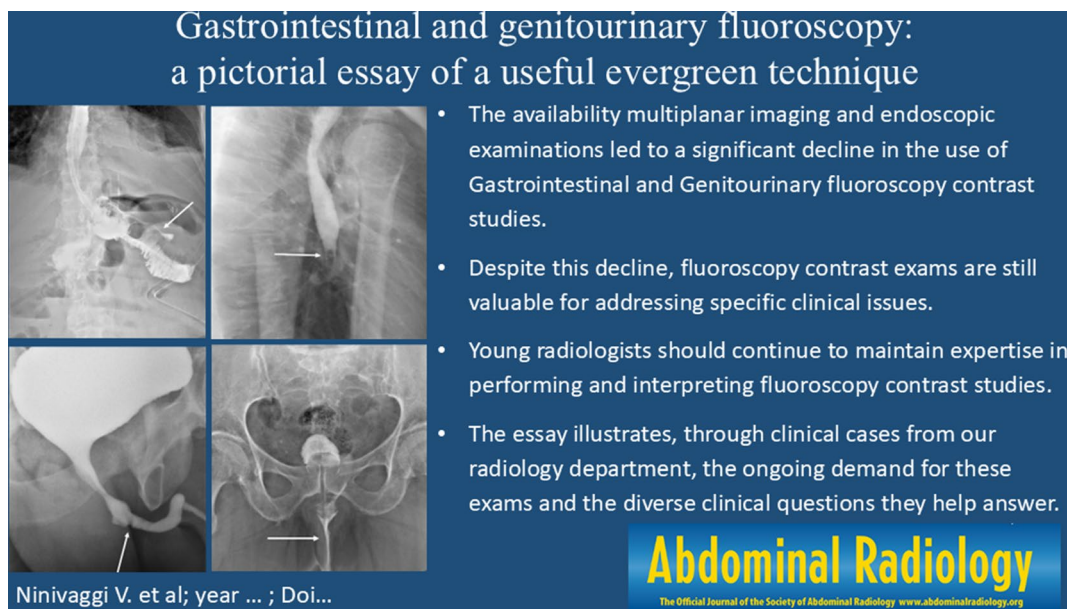 Gastrointestinal and genitourinary fluoroscopy:
a pictorial essay of a useful evergreen technique
• The availability multiplanar imaging and endoscopic
examinations led to a significant decline in the use of
Gastrointestinal and Genitourinary fluoroscopy contrast
studies.
• Despite this decline, fluoroscopy contrast exams are still
valuable for addressing specific clinical issues.
• Young radiologists should continue to maintain expertise in
performing and interpreting fluoroscopy contrast studies.
• The essay illustrates, through clinical cases from our
radiology department, the ongoing demand for these
exams and the diverse clinical questions they help answer.
Ninivaggi V. et al; year ... ; Doi...
Abdominal Radiology
The Official Journal of the Society of Abdominal Radiology www.abdominalradiology.org